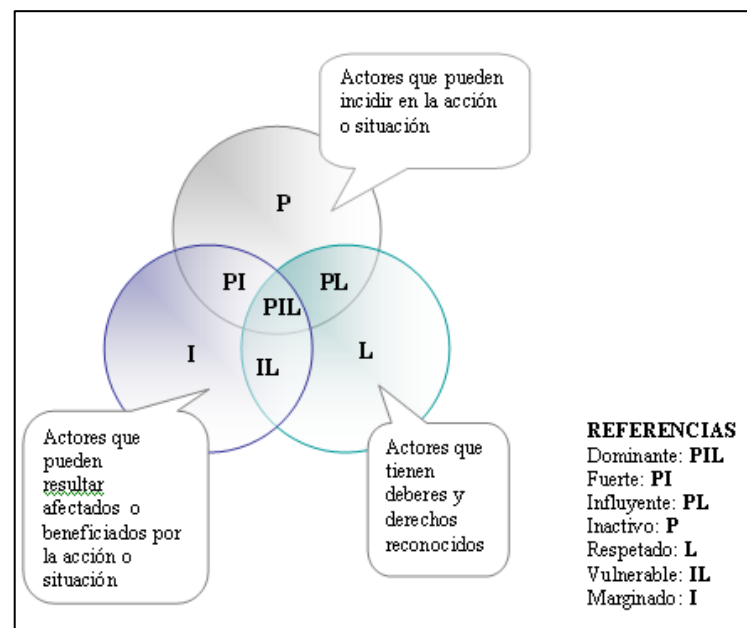 Actores que pueden
incidir en la acción
o situación
P
PI
PL
PIL
I
IL
L
Actores que
pueden
resultar
afectados o
beneficiados por
la acción o
situación
Actores que
tienen
deberes y
derechos
reconocidos
REFERENCIAS
Dominante: PIL
Fuerte: PI
Influyente: PL
Inactivo: P
Respetado: L
Vulnerable: IL
Marginado: I